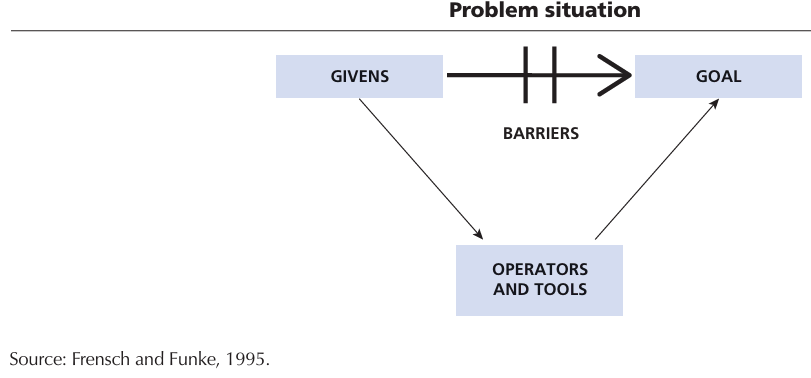 Problem situation
GIVENS
GOAL
BARRIERS
OPERATORS
AND TOOLS
Source: Frensch and Funke, 1995.